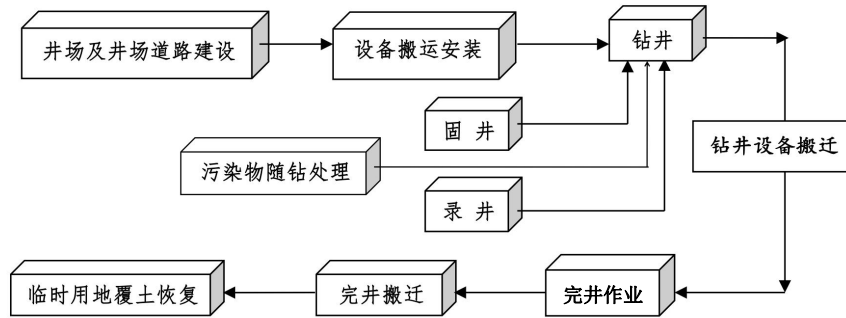 井场及井场道路建设
设备搬运安装
钻井
固 井
污染物随钻处理
录 井
钻井设备搬迁
临时用地覆土恢复
完井搬迁
完井作业